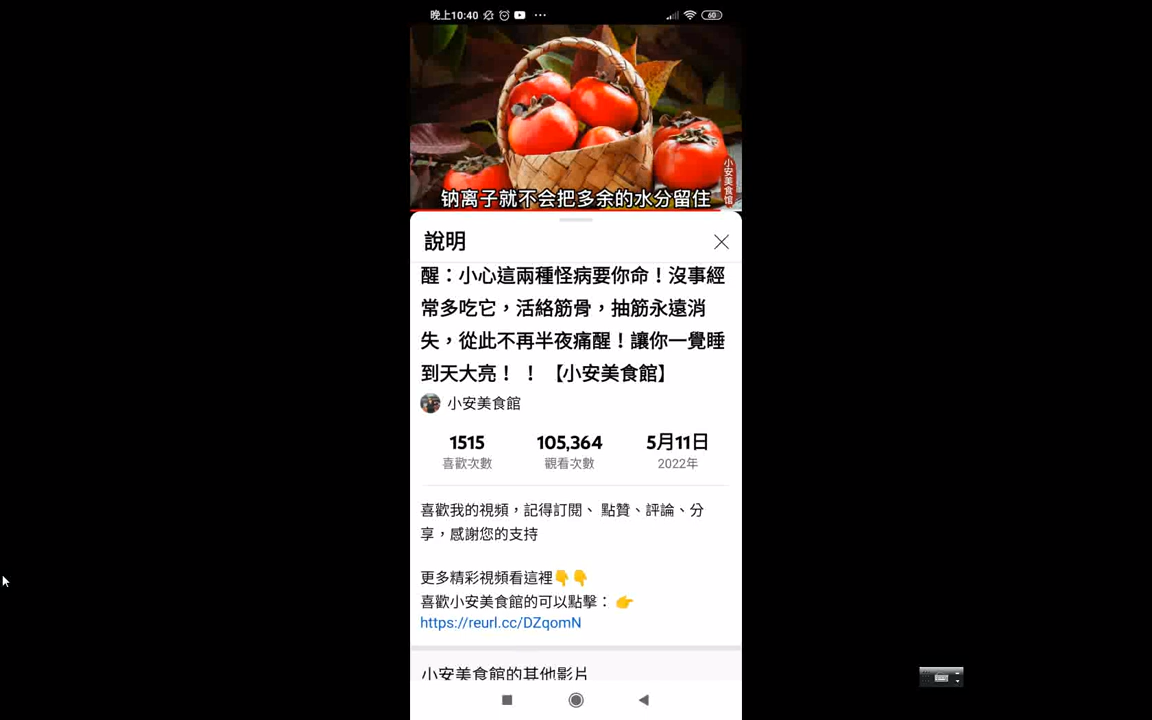 晚上10:40
60
小安美食馆
钠离子就不会把多余的水分留住
說明
醒：小心這兩種怪病要你命！沒事經
常多吃它，活絡筋骨，抽筋永遠消
失，從此不再半夜痛醒！讓你一覺睡
到天大亮！ ！ 【小安美食館】
小安美食館
1515 105,364 5月11日
喜歡次數 觀看次數 2022年
喜歡我的視頻，記得訂閱、 點贊、評論、分
享，感謝您的支持
更多精彩視頻看這裡👇👇
喜歡小安美食館的可以點擊： 👉
https://reurl.cc/DZqomN
小安美食館的其他影片